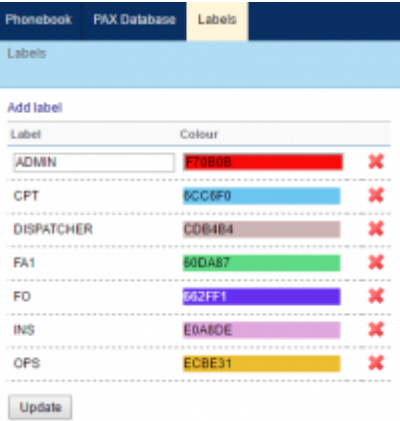 Phonebook PAX Database Labels
Labels
Add label
Label Colour
ADMIN F70B0B
CPT 6CC6F0
DISPATCHER CDB4B4
FA1 60DA87
FO 662FF1
INS E0A8DE
OPS ECBE31
Update